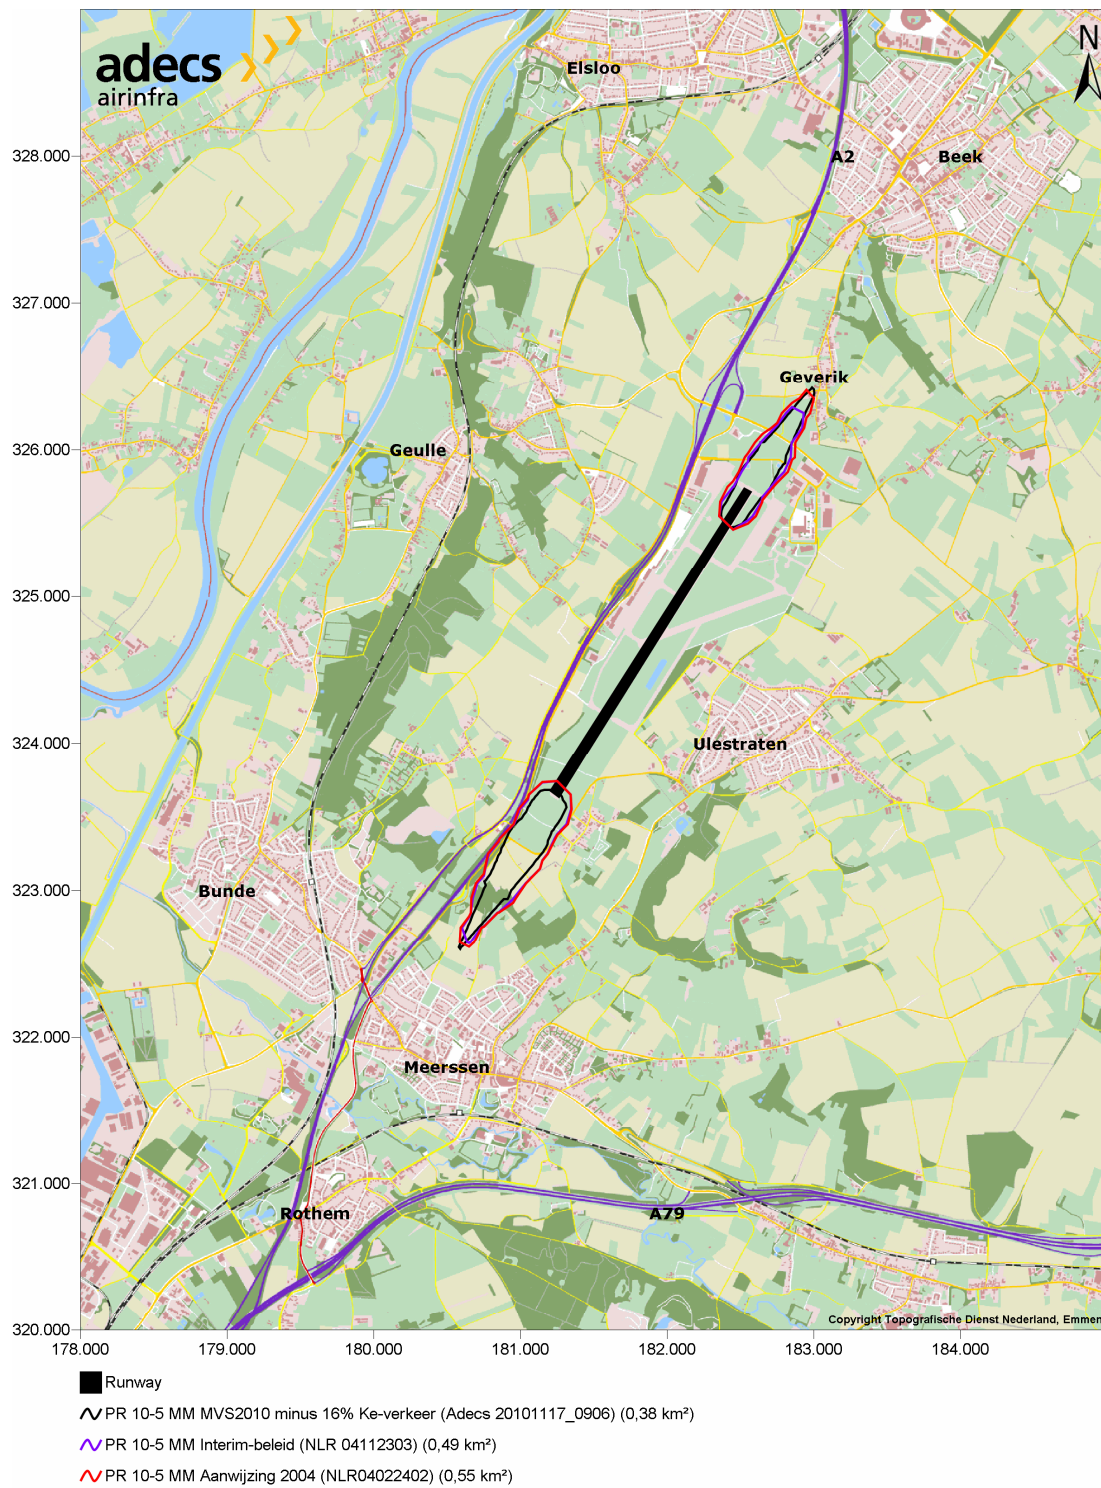 adecs
airinfra
N
Elsloo
A2
Beek
328.000
327.000
Geverik
326.000
Geulle
325.000
324.000
Ulestraten
323.000
Bunde
322.000
Meerssen
321.000
Rothem
A79
320.000
Copyright Topografische Dienst Nederland, Emmen
178.000 179.000 180.000 181.000 182.000 183.000 184.000
Runway
PR 10-5 MM MVS2010 minus 16% Ke-verkeer (Adecs 20101117_0906) (0,38 km²)
PR 10-5 MM Interim-beleid (NLR 04112303) (0,49 km²)
PR 10-5 MM Aanwijzing 2004 (NLR04022402) (0,55 km²)